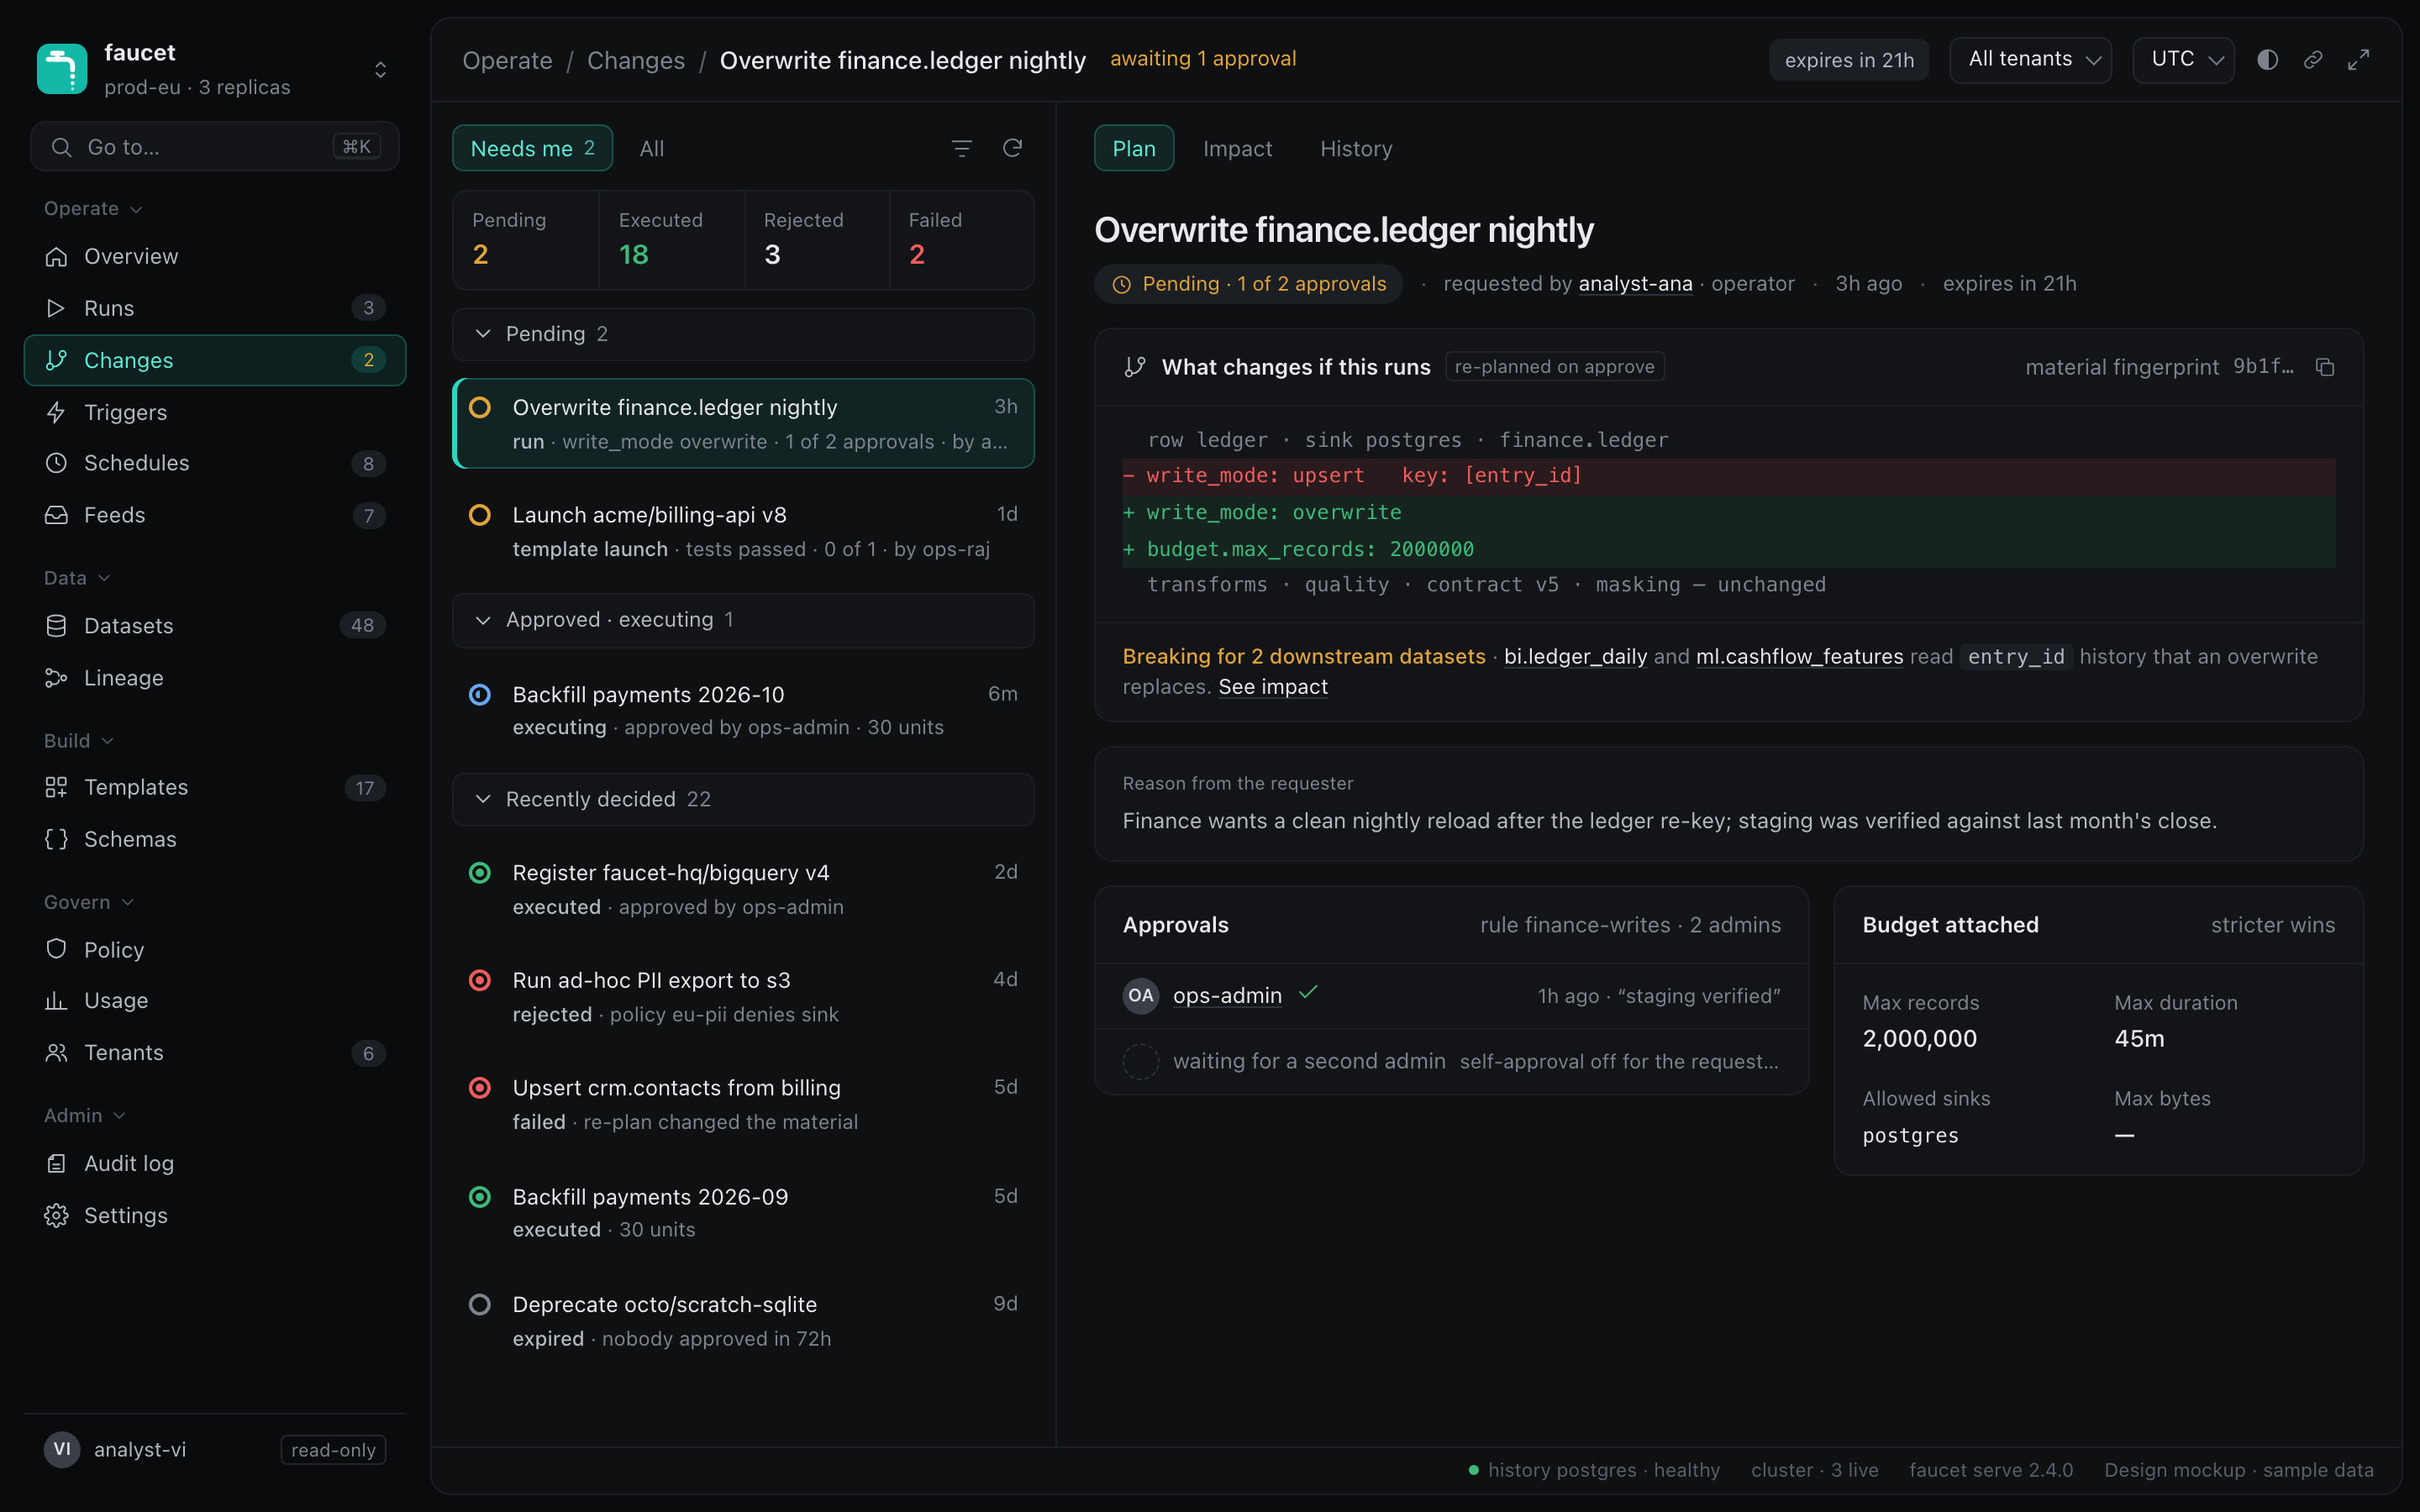 faucet
prod-eu · 3 replicas
Go to...
⌘K
Operate
Overview
Runs 3
Changes 2
Triggers
Schedules 8
Feeds 7
Data
Datasets 48
Lineage
Build
Templates 17
Schemas
Govern
Policy
Usage
Tenants 6
Admin
Audit log
Settings
VI analyst-vi read-only
Operate / Changes / Overwrite finance.ledger nightly awaiting 1 approval
expires in 21h All tenants UTC
Needs me 2 All
Pending Executed Rejected Failed
2 18 3 2
Pending 2
Overwrite finance.ledger nightly 3h
run · write_mode overwrite · 1 of 2 approvals · by a...
Launch acme/billing-api v8 1d
template launch · tests passed · 0 of 1 · by ops-raj
Approved · executing 1
Backfill payments 2026-10 6m
executing · approved by ops-admin · 30 units
Recently decided 22
Register faucet-hq/bigquery v4 2d
executed · approved by ops-admin
Run ad-hoc PII export to s3 4d
rejected · policy eu-pii denies sink
Upsert crm.contacts from billing 5d
failed · re-plan changed the material
Backfill payments 2026-09 5d
executed · 30 units
Deprecate octo/scratch-sqlite 9d
expired · nobody approved in 72h
Plan Impact History
Overwrite finance.ledger nightly
Pending · 1 of 2 approvals · requested by analyst-ana · operator · 3h ago · expires in 21h
What changes if this runs re-planned on approve material fingerprint 9b1f…
row ledger · sink postgres · finance.ledger
− write_mode: upsert key: [entry_id]
+ write_mode: overwrite
+ budget.max_records: 2000000
transforms · quality · contract v5 · masking — unchanged
Breaking for 2 downstream datasets · bi.ledger_daily and ml.cashflow_features read entry_id history that an overwrite
replaces. See impact
Reason from the requester
Finance wants a clean nightly reload after the ledger re-key; staging was verified against last month's close.
Approvals rule finance-writes · 2 admins
OA ops-admin 1h ago · “staging verified”
waiting for a second admin self-approval off for the request...
Budget attached stricter wins
Max records Max duration
2,000,000 45m
Allowed sinks Max bytes
postgres —
history postgres · healthy cluster · 3 live faucet serve 2.4.0 Design mockup · sample data